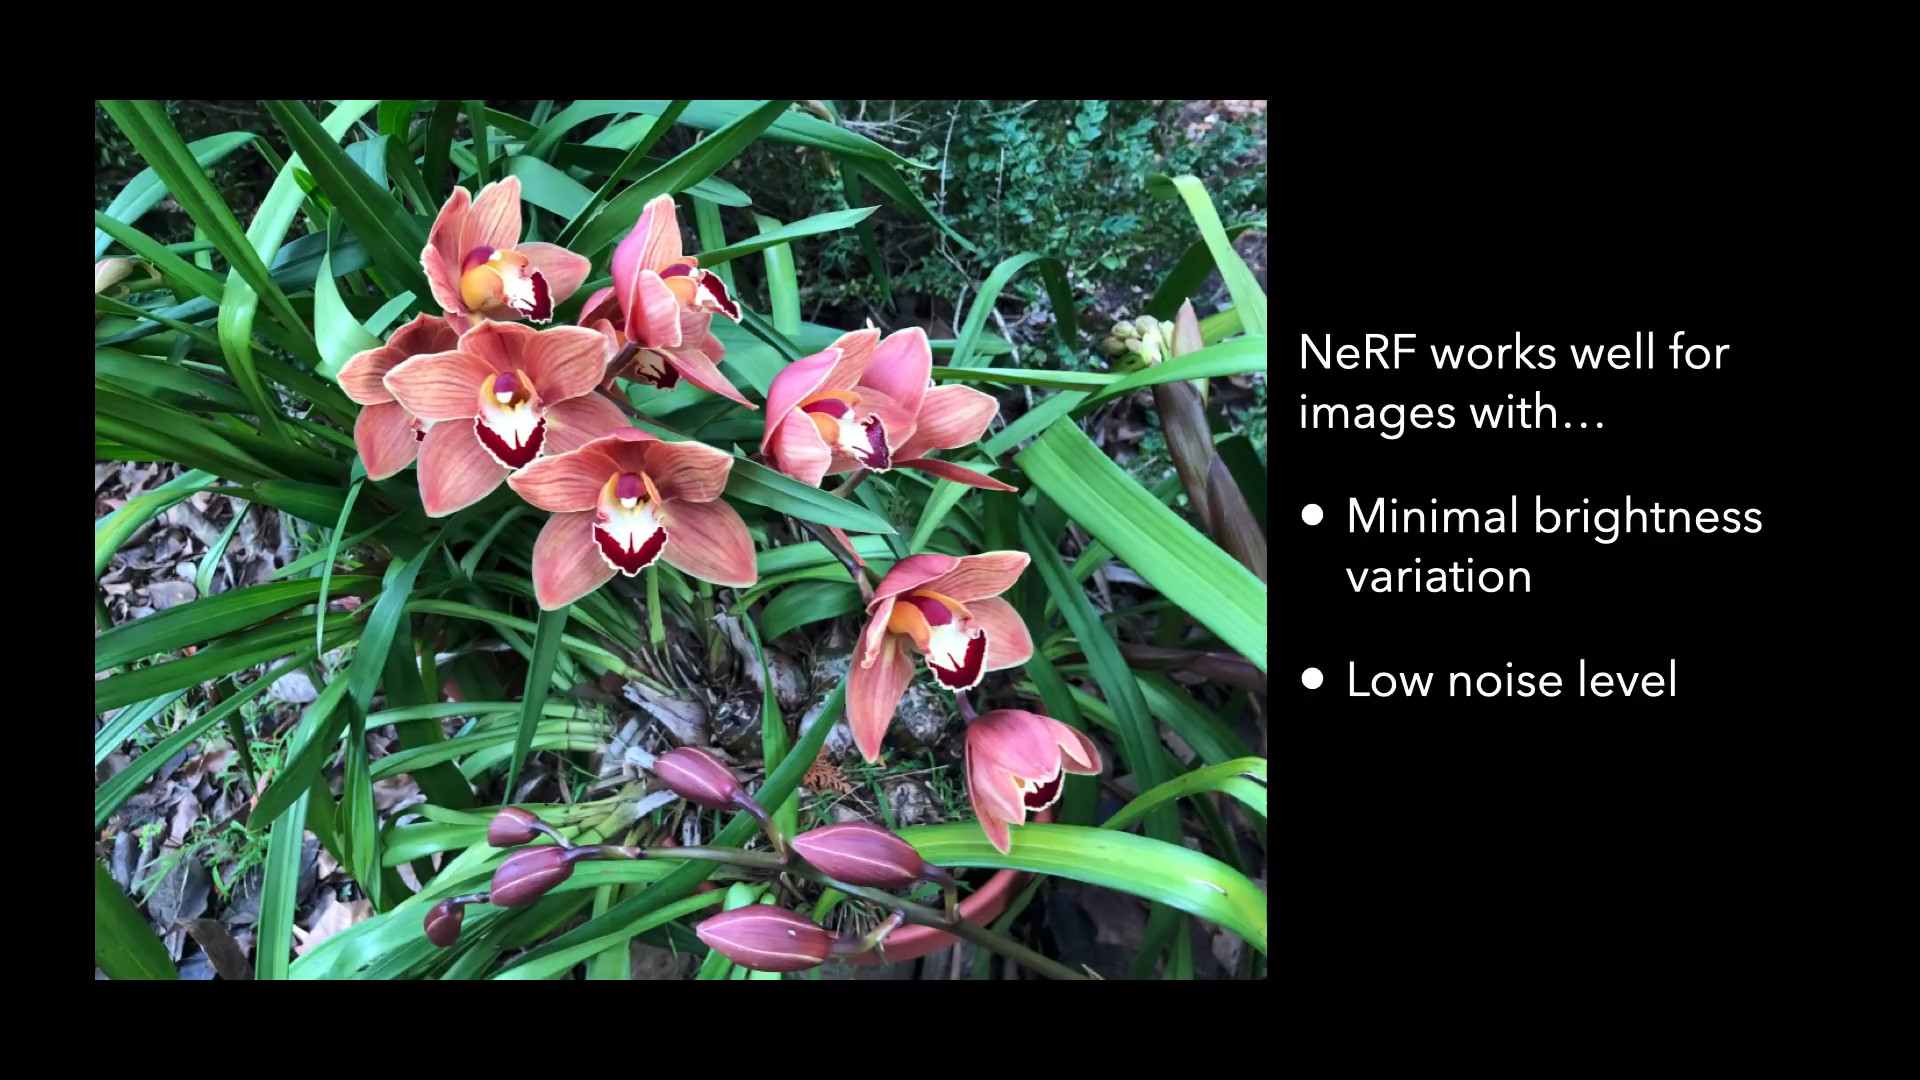 NeRF works well for
images with…
• Minimal brightness
variation
• Low noise level